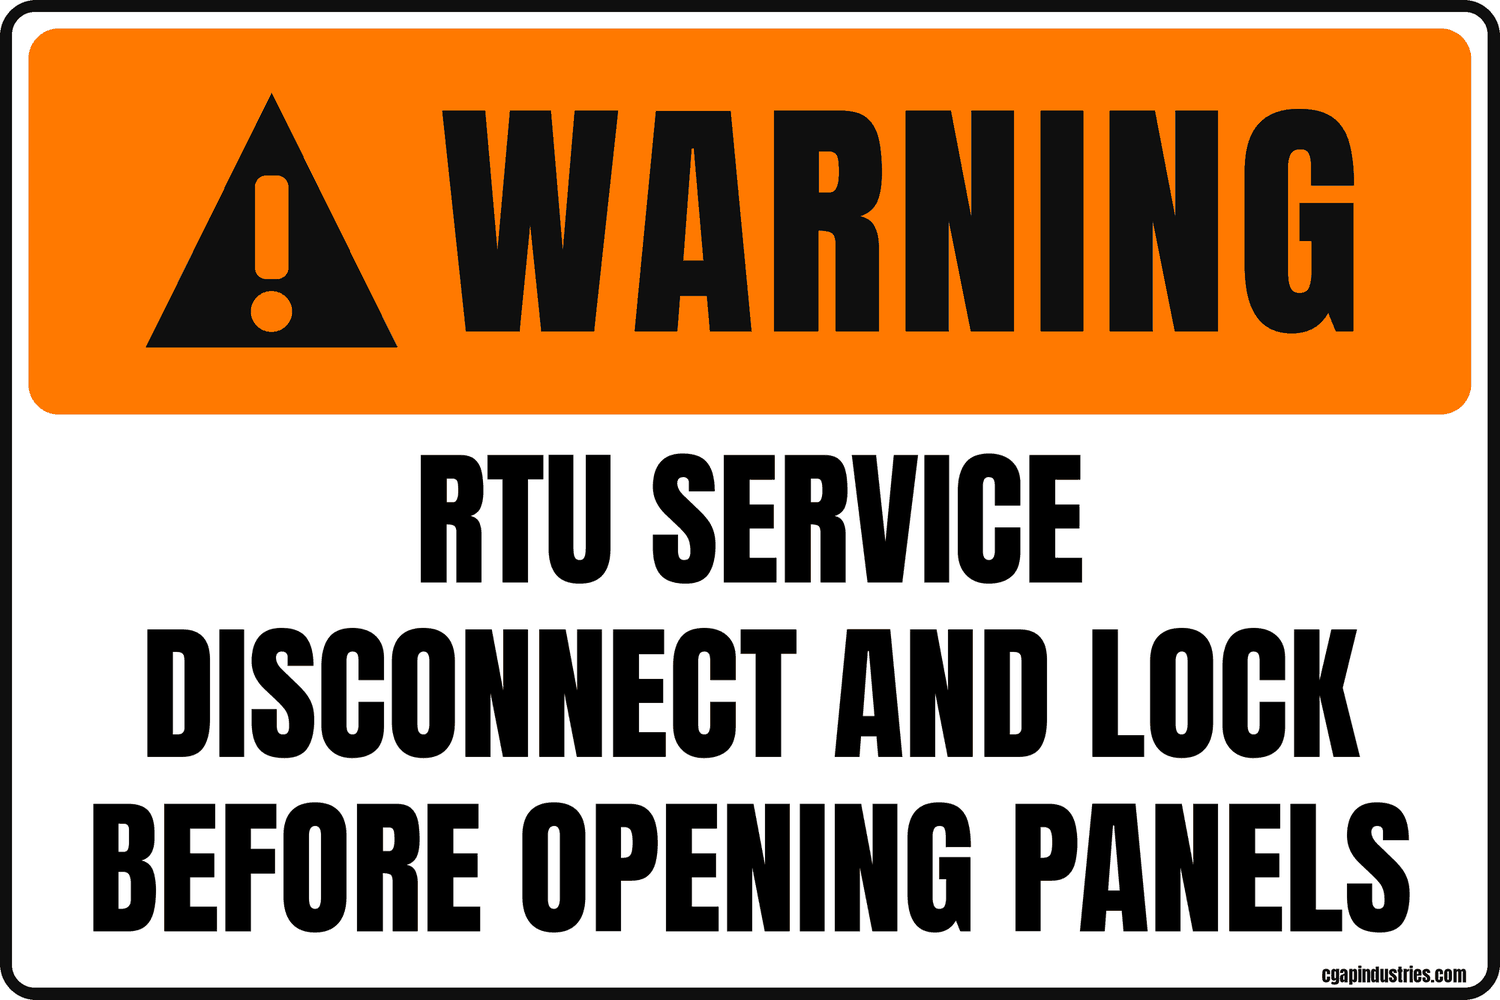 WARNING
RTU SERVICE
DISCONNECT AND LOCK
BEFORE OPENING PANELS
cgapindustries.com